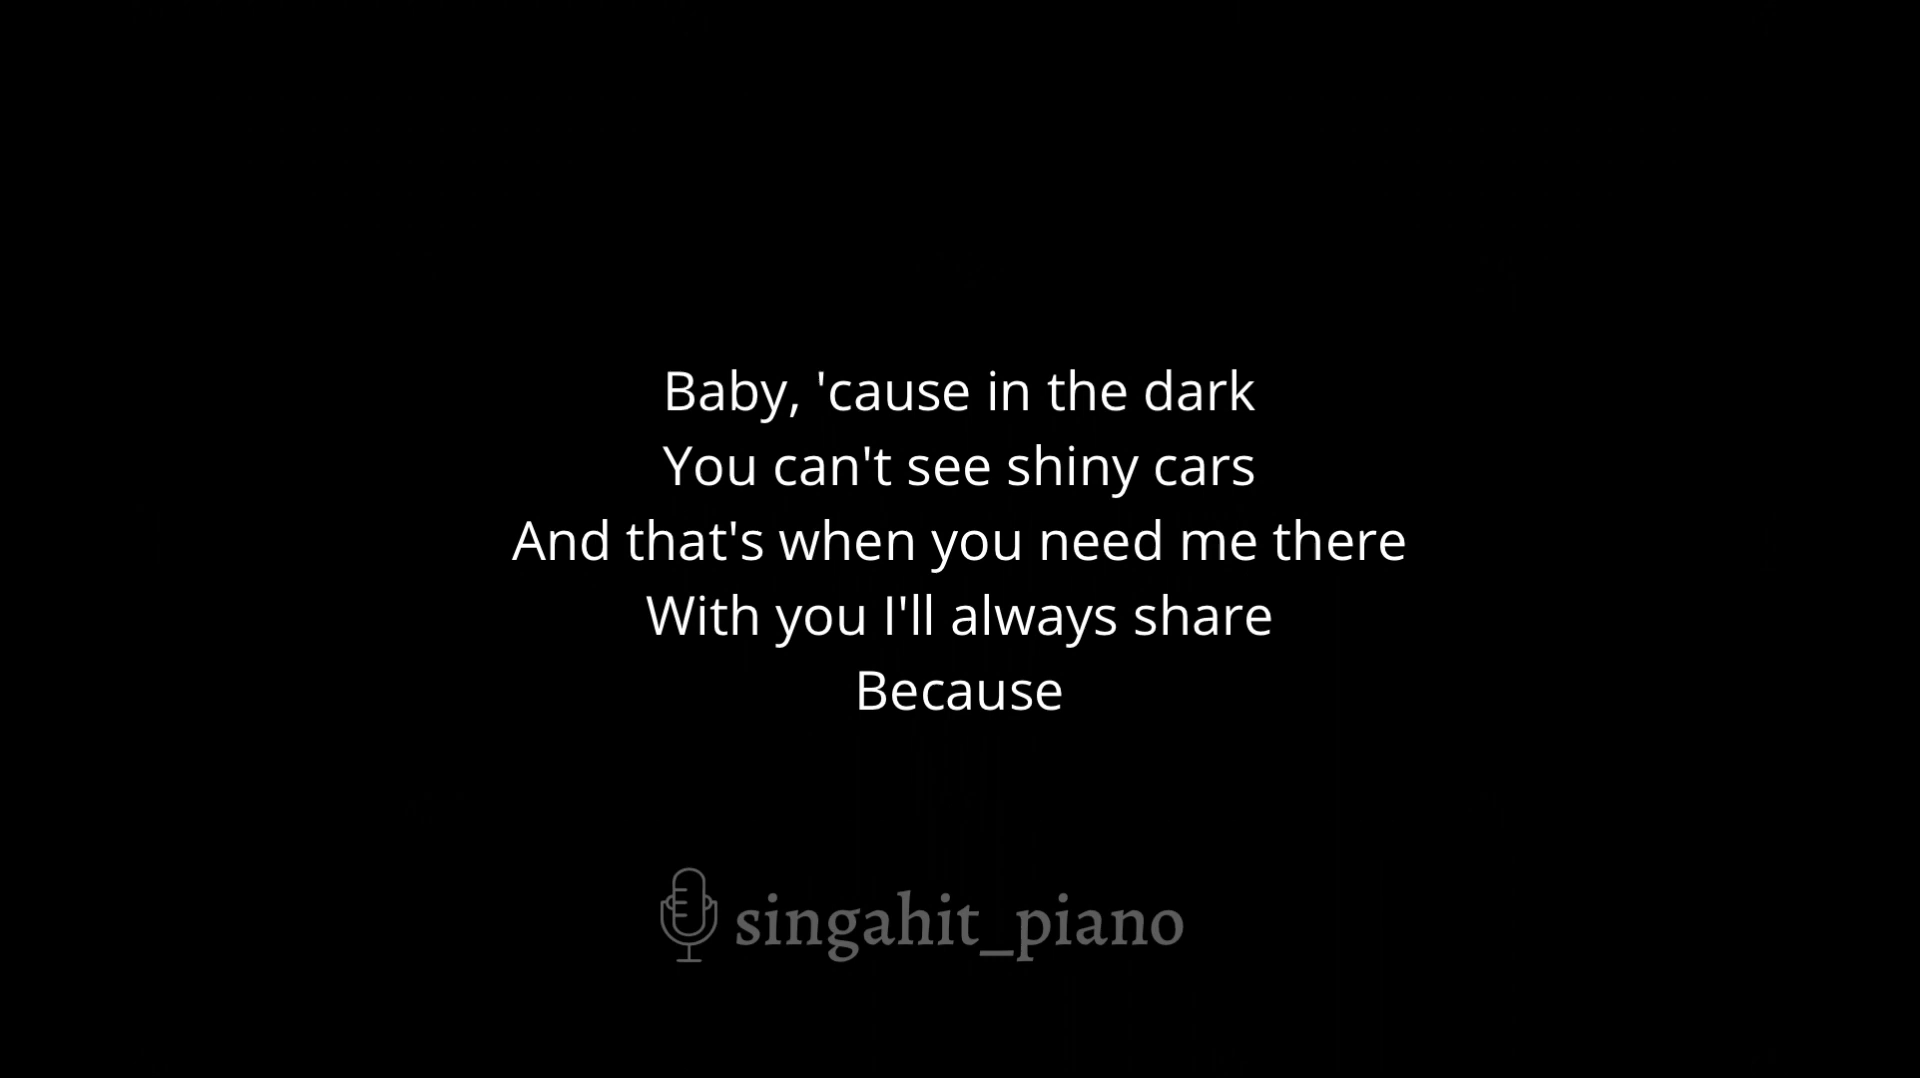 Baby, 'cause in the dark
You can't see shiny cars
And that's when you need me there
With you I'll always share
Because
singahit_piano